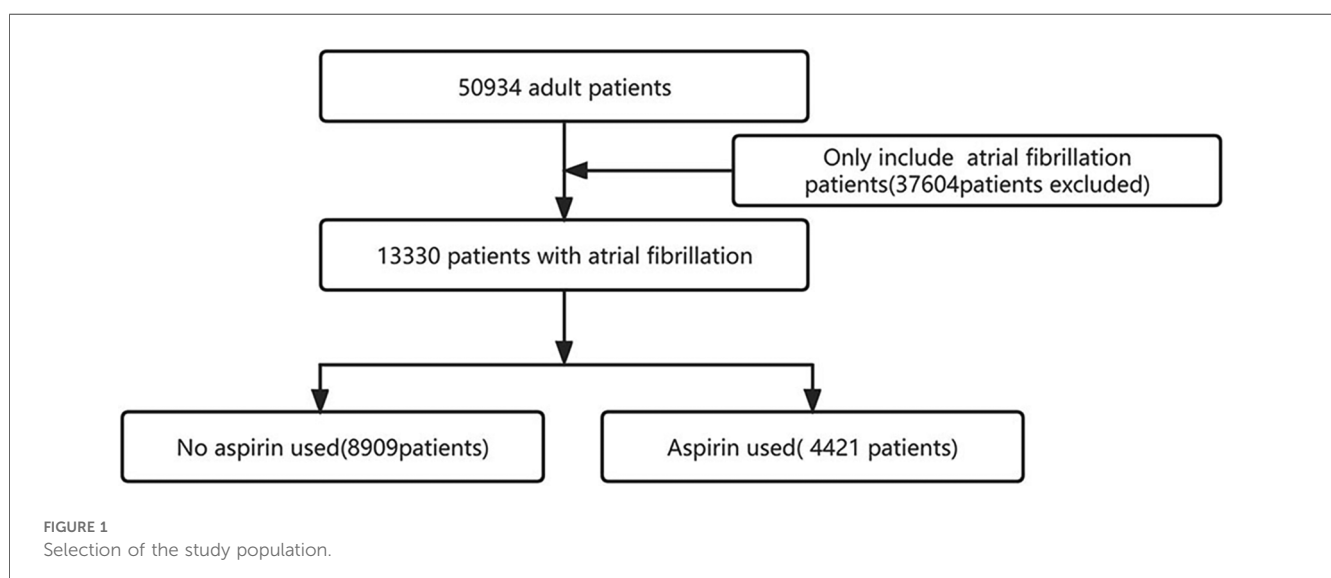 50934 adult patients
Only include atrial fibrillation
patients(37604patients excluded)
13330 patients with atrial fibrillation
No aspirin used(8909patients)
Aspirin used( 4421 patients)
FIGURE 1
Selection of the study population.